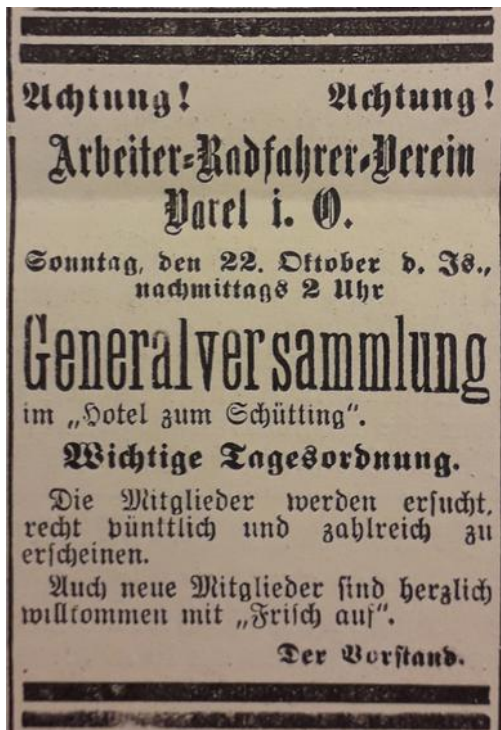 Achtung! Achtung!
Arbeiter-Radfahrer-Verein
Varel i. O.
Sonntag, den 22. Oktober d. Js.,
nachmittags 2 Uhr
Generalversammlung
im „Hotel zum Schütting".
Wichtige Tagesordnung.
Die Mitglieder werden ersucht,
recht pünktlich und zahlreich zu
erscheinen.
Auch neue Mitglieder sind herzlich
willkommen mit „Frisch auf".
Der Vorstand.